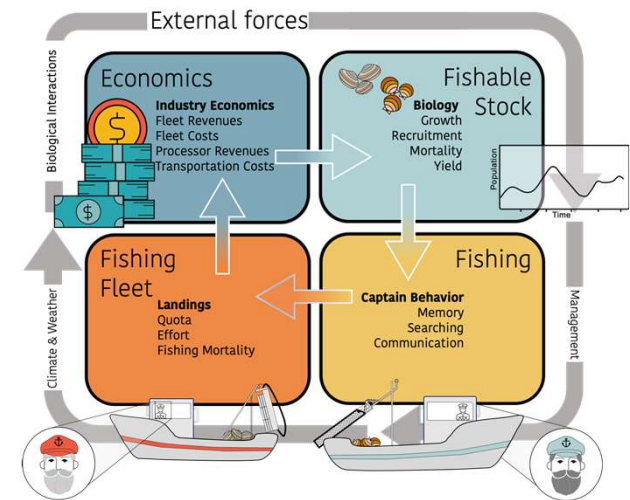 External forces
Economics
Industry Economics
Fleet Revenues
Fleet Costs
Processor Revenues
Transportation Costs
$
$
Fishable
Stock
Biology
Growth
Recruitment
Mortality
Yield
Population
Time
Fishing
Fleet
Landings
Quota
Effort
Fishing Mortality
Fishing
Captain Behavior
Memory
Searching
Communication
Biological Interactions
Climate & Weather
Management